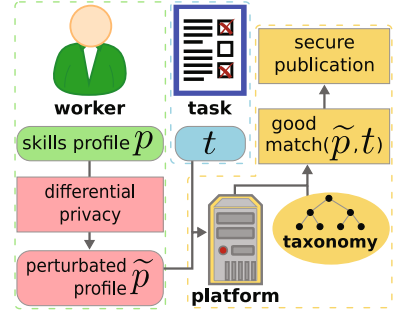 worker
skills profile p
differential
privacy
perturbated
profile p̃
task
t
secure
publication
good
match(p̃,t)
taxonomy
platform